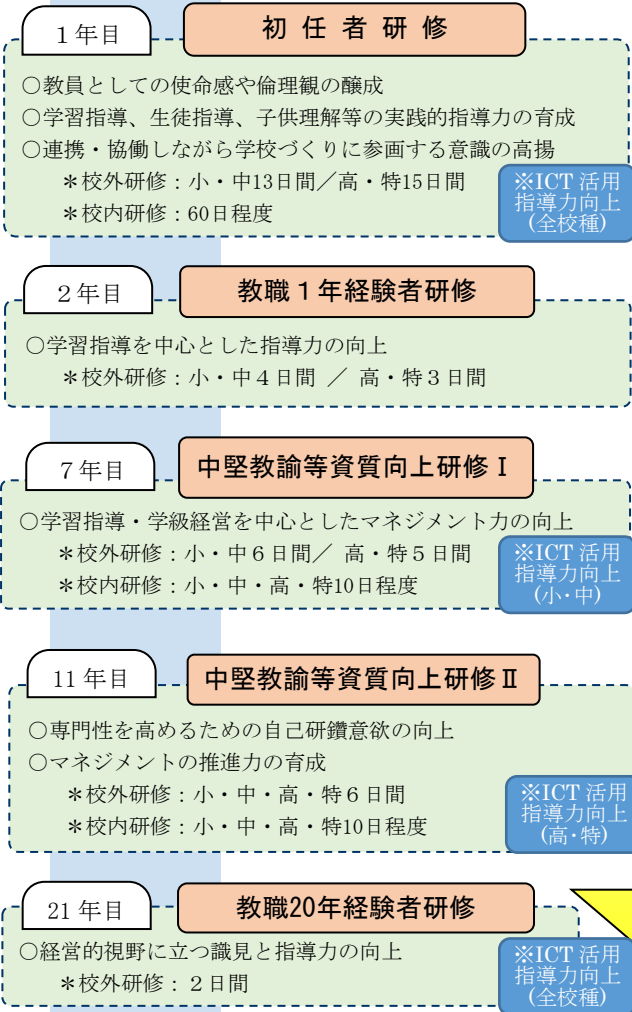 1年目
初任者研修
○教員としての使命感や倫理観の醸成
○学習指導、生徒指導、子供理解等の実践的指導力の育成
○連携・協働しながら学校づくりに参画する意識の高揚
＊校外研修：小・中13日間／高・特15日間
＊校内研修：60日程度
※ICT 活用
指導力向上
(全校種)
2年目
教職１年経験者研修
○学習指導を中心とした指導力の向上
＊校外研修：小・中４日間 ／ 高・特３日間
7年目
中堅教諭等資質向上研修Ⅰ
○学習指導・学級経営を中心としたマネジメント力の向上
＊校外研修：小・中６日間／ 高・特５日間
＊校内研修：小・中・高・特10日程度
※ICT 活用
指導力向上
(小・中)
11 年目
中堅教諭等資質向上研修Ⅱ
○専門性を高めるための自己研鑽意欲の向上
○マネジメントの推進力の育成
＊校外研修：小・中・高・特６日間
＊校内研修：小・中・高・特10日程度
※ICT 活用
指導力向上
(高・特)
21 年目
教職20年経験者研修
○経営的視野に立つ識見と指導力の向上
＊校外研修：２日間
※ICT 活用
指導力向上
(全校種)